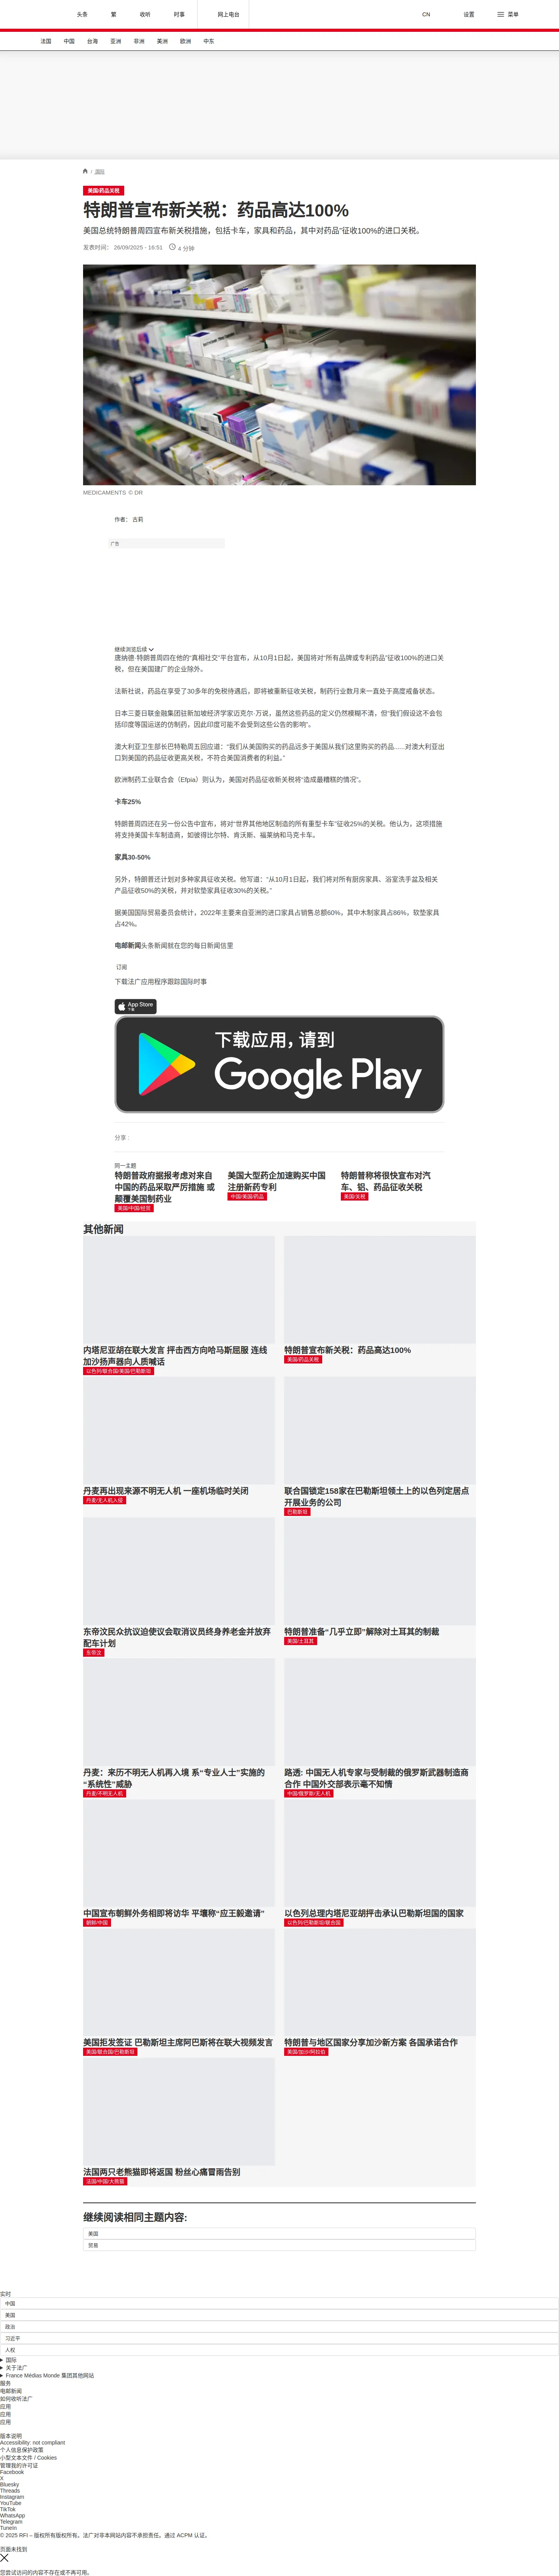 头条
繁
收听
时事
网上电台
CN
设置
菜单
法国
中国
台海
亚洲
非洲
美洲
欧洲
中东
/ 国际
美国/药品关税
特朗普宣布新关税：药品高达100%
美国总统特朗普周四宣布新关税措施，包括卡车，家具和药品，其中对药品“征收100%的进口关税。
发表时间： 26/09/2025 - 16:51
4 分钟
MEDICAMENTS © DR
作者： 古莉
广告
继续浏览后续
唐纳德·特朗普周四在他的“真相社交”平台宣布，从10月1日起，美国将对“所有品牌或专利药品”征收100%的进口关
税，但在美国建厂的企业除外。
法新社说，药品在享受了30多年的免税待遇后，即将被重新征收关税，制药行业数月来一直处于高度戒备状态。
日本三菱日联金融集团驻新加坡经济学家迈克尔·万说，虽然这些药品的定义仍然模糊不清，但“我们假设这不会包
括印度等国运送的仿制药，因此印度可能不会受到这些公告的影响”。
澳大利亚卫生部长巴特勒周五回应道：“我们从美国购买的药品远多于美国从我们这里购买的药品......对澳大利亚出
口到美国的药品征收更高关税，不符合美国消费者的利益。”
欧洲制药工业联合会（Efpia）则认为，美国对药品征收新关税将“造成最糟糕的情况”。
卡车25%
特朗普周四还在另一份公告中宣布，将对“世界其他地区制造的所有重型卡车”征收25%的关税。他认为，这项措施
将支持美国卡车制造商，如彼得比尔特、肯沃斯、福莱纳和马克卡车。
家具30-50%
另外，特朗普还计划对多种家具征收关税。他写道：“从10月1日起，我们将对所有厨房家具、浴室洗手盆及相关
产品征收50%的关税，并对软垫家具征收30%的关税。”
据美国国际贸易委员会统计，2022年主要来自亚洲的进口家具占销售总额60%，其中木制家具占86%，软垫家具
占42%。
电邮新闻头条新闻就在您的每日新闻信里
订阅
下载法广应用程序跟踪国际时事
App Store
下载
下载应用，请到
Google Play
分享 :
同一主题
特朗普政府据报考虑对来自
中国的药品采取严厉措施 或
颠覆美国制药业
美国/中国/经贸
美国大型药企加速购买中国
注册新药专利
中国/美国/药品
特朗普称将很快宣布对汽
车、铝、药品征收关税
美国/关税
其他新闻
内塔尼亚胡在联大发言 抨击西方向哈马斯屈服 连线
加沙扬声器向人质喊话
以色列/联合国/美国/巴勒斯坦
特朗普宣布新关税：药品高达100%
美国/药品关税
丹麦再出现来源不明无人机 一座机场临时关闭
丹麦/无人机入侵
联合国锁定158家在巴勒斯坦领土上的以色列定居点
开展业务的公司
巴勒斯坦
东帝汶民众抗议迫使议会取消议员终身养老金并放弃
配车计划
东帝汶
特朗普准备“几乎立即”解除对土耳其的制裁
美国/土耳其
丹麦：来历不明无人机再入境 系“专业人士”实施的
“系统性”威胁
丹麦/不明无人机
路透: 中国无人机专家与受制裁的俄罗斯武器制造商
合作 中国外交部表示毫不知情
中国/俄罗斯/无人机
中国宣布朝鲜外务相即将访华 平壤称“应王毅邀请”
朝鲜/中国
以色列总理内塔尼亚胡抨击承认巴勒斯坦国的国家
以色列/巴勒斯坦/联合国
美国拒发签证 巴勒斯坦主席阿巴斯将在联大视频发言
美国/联合国/巴勒斯坦
特朗普与地区国家分享加沙新方案 各国承诺合作
美国/加沙/阿拉伯
法国两只老熊猫即将返国 粉丝心痛冒雨告别
法国/中国/大熊猫
继续阅读相同主题内容:
美国
贸易
实时
中国
美国
政治
习近平
人权
国际
关于法广
France Médias Monde 集团其他网站
服务
电邮新闻
如何收听法广
应用
应用
应用
版本说明
Accessibility: not compliant
个人信息保护政策
小型文本文件 / Cookies
管理我的许可证
Facebook
X
Bluesky
Threads
Instagram
YouTube
TikTok
WhatsApp
Telegram
TuneIn
© 2025 RFI – 版权所有版权所有。法广对非本网站内容不承担责任。通过 ACPM 认证。
页面未找到
您尝试访问的内容不存在或不再可用。